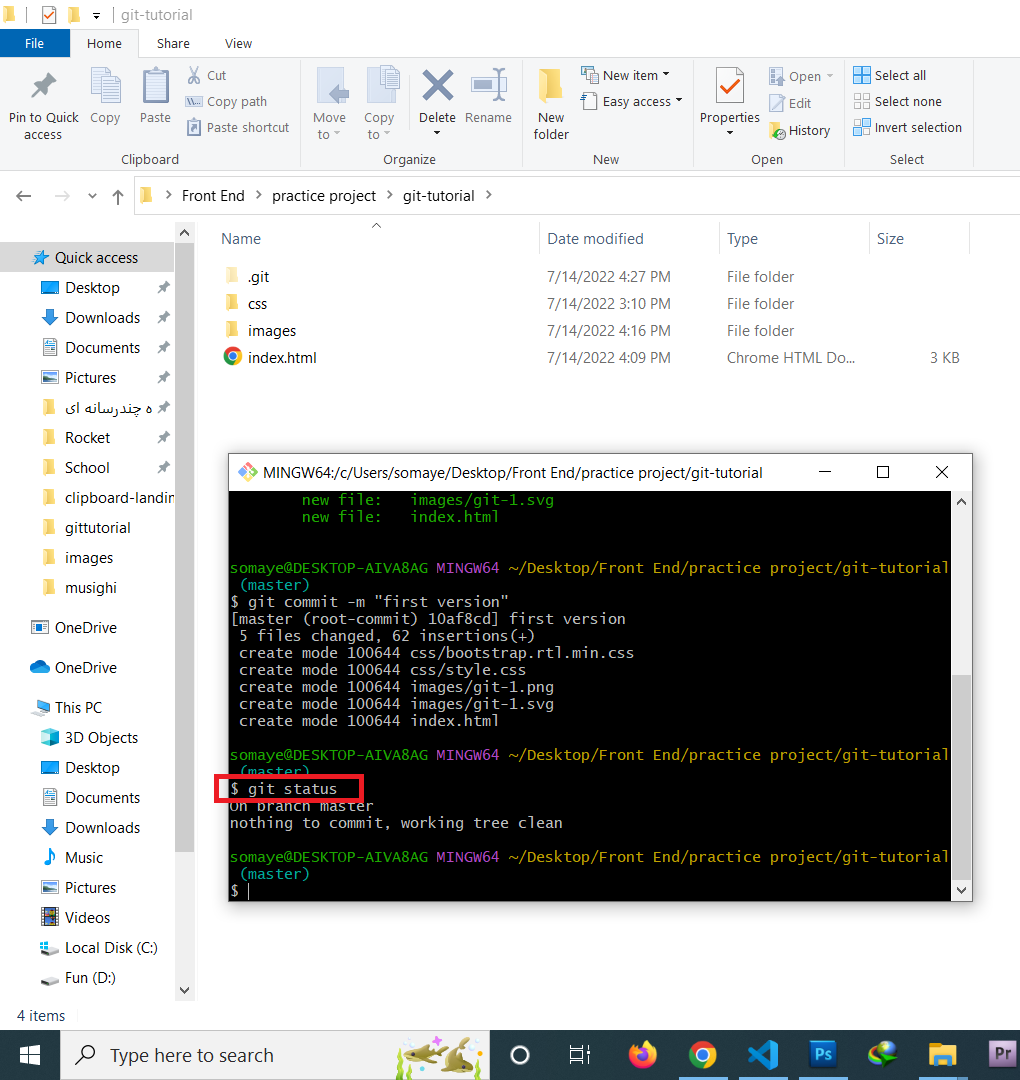 git-tutorial
File Home Share View
Pin to Quick access
Copy
Paste
Cut
Copy path
Paste shortcut
Clipboard
Move to
Copy to
Delete
Rename
Organize
New folder
New item
Easy access
New
Properties
Open
Edit
History
Open
Select all
Select none
Invert selection
Select
Front End > practice project > git-tutorial >
Name Date modified Type Size
.git 7/14/2022 4:27 PM File folder
css 7/14/2022 3:10 PM File folder
images 7/14/2022 4:16 PM File folder
index.html 7/14/2022 4:09 PM Chrome HTML Do... 3 KB
Quick access
Desktop
Downloads
Documents
Pictures
ه چندرسانه ای
Rocket
School
clipboard-landin
gittutorial
images
musighi
OneDrive
OneDrive
This PC
3D Objects
Desktop
Documents
Downloads
Music
Pictures
Videos
Local Disk (C:)
Fun (D:)
4 items
MINGW64:/c/Users/somaye/Desktop/Front End/practice project/git-tutorial
new file: images/git-1.svg
new file: index.html
somaye@DESKTOP-AIVA8AG MINGW64 ~/Desktop/Front End/practice project/git-tutorial
(master)
$ git commit -m "first version"
[master (root-commit) 10af8cd] first version
5 files changed, 62 insertions(+)
create mode 100644 css/bootstrap.rtl.min.css
create mode 100644 css/style.css
create mode 100644 images/git-1.png
create mode 100644 images/git-1.svg
create mode 100644 index.html
somaye@DESKTOP-AIVA8AG MINGW64 ~/Desktop/Front End/practice project/git-tutorial
(master)
$ git status
On branch master
nothing to commit, working tree clean
somaye@DESKTOP-AIVA8AG MINGW64 ~/Desktop/Front End/practice project/git-tutorial
(master)
$
Type here to search
Ps
Pr